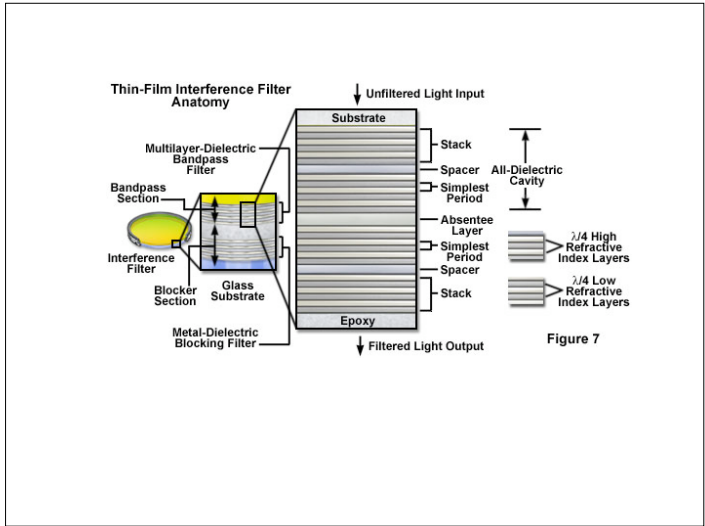 Thin-Film Interference Filter
Anatomy
Unfiltered Light Input
Substrate
Multilayer-Dielectric
Bandpass
Filter
Stack
Spacer
All-Dielectric
Cavity
Bandpass
Section
Simplest
Period
Absentee
Layer
Simplest
Period
Spacer
Stack
λ/4 High
Refractive
Index Layers
λ/4 Low
Refractive
Index Layers
Interference
Filter
Blocker
Section
Glass
Substrate
Metal-Dielectric
Blocking Filter
Epoxy
Filtered Light Output
Figure 7